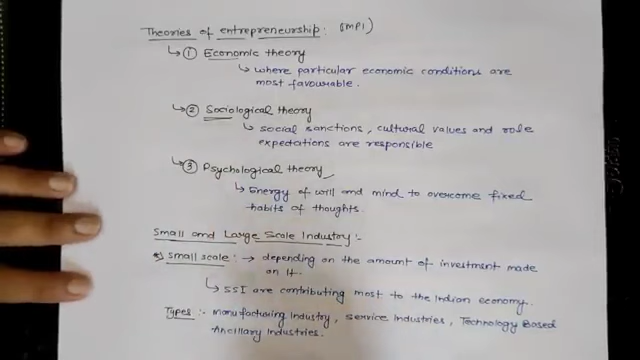 Theories of entrepreneurship: (IMP)
① Economic theory
where particular economic conditions are
most favourable.
② Sociological theory
social sanctions, cultural values and role
expectations are responsible
③ Psychological theory
Energy of will and mind to overcome fixed
habits of thoughts.
Small and Large Scale Industry:-
Small scale: → depending on the amount of investment made
on it.
SSI are contributing most to the Indian economy.
Types:- manufacturing industry, service industries, Technology Based
Ancillary industries.